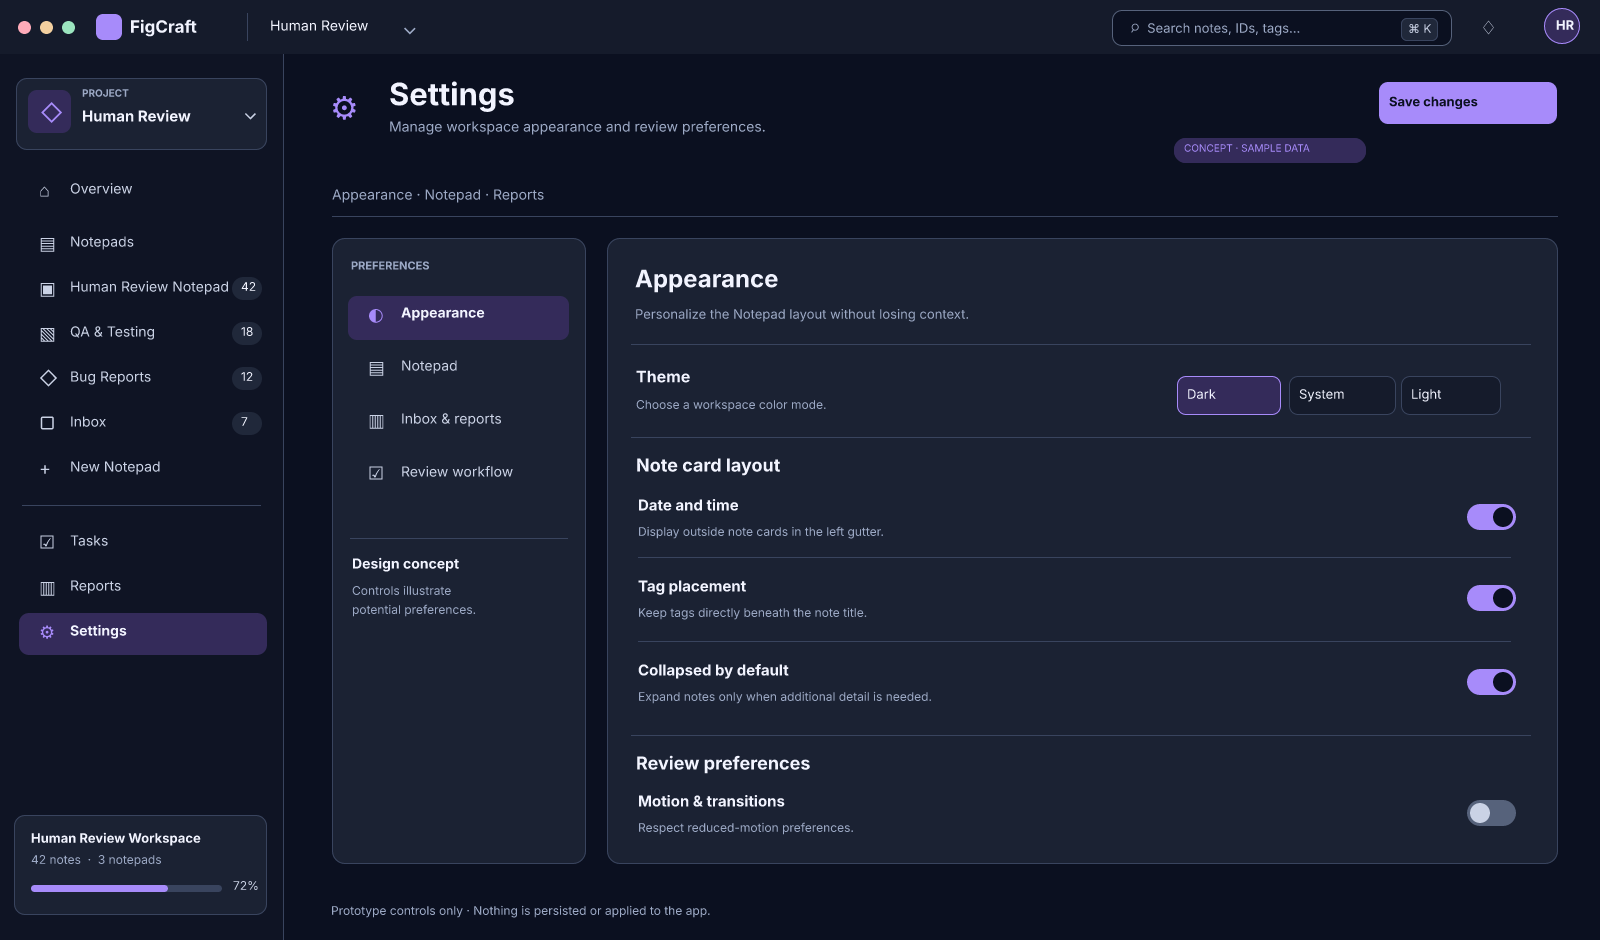 FigCraft
Human Review
Search notes, IDs, tags...
⌘ K
HR
PROJECT
Human Review
Overview
Notepads
Human Review Notepad 42
QA & Testing 18
Bug Reports 12
Inbox 7
+ New Notepad
Tasks
Reports
Settings
Human Review Workspace
42 notes · 3 notepads
72%
Settings
Manage workspace appearance and review preferences.
Save changes
CONCEPT · SAMPLE DATA
Appearance · Notepad · Reports
PREFERENCES
Appearance
Notepad
Inbox & reports
Review workflow
Design concept
Controls illustrate
potential preferences.
Appearance
Personalize the Notepad layout without losing context.
Theme
Choose a workspace color mode.
Dark
System
Light
Note card layout
Date and time
Display outside note cards in the left gutter.
Tag placement
Keep tags directly beneath the note title.
Collapsed by default
Expand notes only when additional detail is needed.
Review preferences
Motion & transitions
Respect reduced-motion preferences.
Prototype controls only · Nothing is persisted or applied to the app.